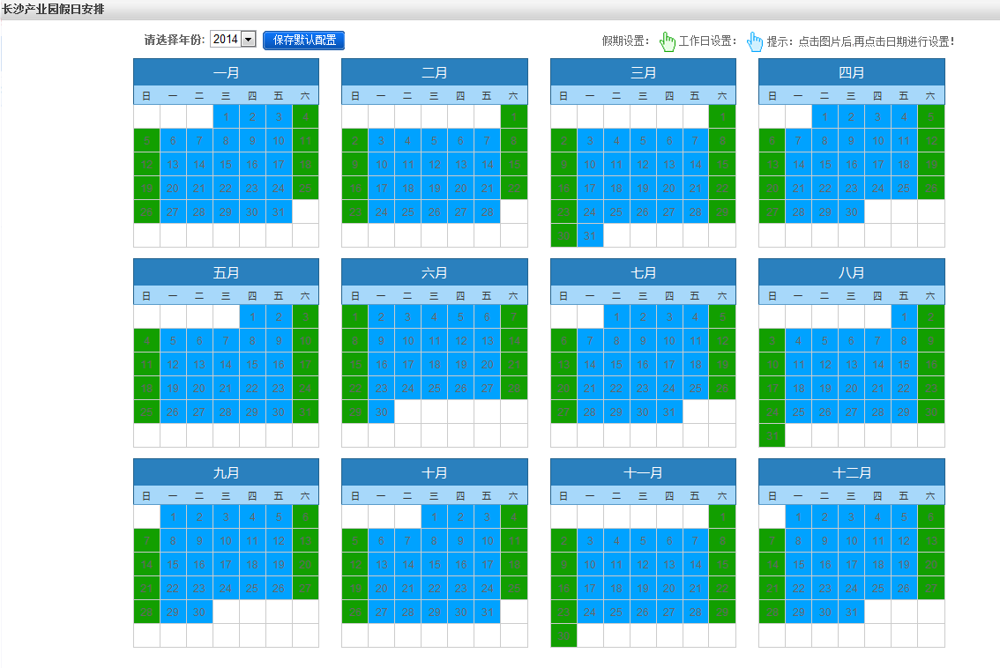 长沙产业园假日安排
请选择年份: 2014 保存默认配置 假期设置： 工作日设置： 提示：点击图片后,再点击日期进行设置!
一月 二月 三月 四月
日 一 二 三 四 五 六 日 一 二 三 四 五 六 日 一 二 三 四 五 六 日 一 二 三 四 五 六
1 2 3 4 1 1 1 2 3 4 5
5 6 7 8 9 10 11 2 3 4 5 6 7 8 2 3 4 5 6 7 8 6 7 8 9 10 11 12
12 13 14 15 16 17 18 9 10 11 12 13 14 15 9 10 11 12 13 14 15 13 14 15 16 17 18 19
19 20 21 22 23 24 25 16 17 18 19 20 21 22 16 17 18 19 20 21 22 20 21 22 23 24 25 26
26 27 28 29 30 31 23 24 25 26 27 28 23 24 25 26 27 28 29 27 28 29 30
30 31
五月 六月 七月 八月
日 一 二 三 四 五 六 日 一 二 三 四 五 六 日 一 二 三 四 五 六 日 一 二 三 四 五 六
1 2 3 1 2 3 4 5 6 7 1 2 3 4 5 1 2
4 5 6 7 8 9 10 8 9 10 11 12 13 14 6 7 8 9 10 11 12 3 4 5 6 7 8 9
11 12 13 14 15 16 17 15 16 17 18 19 20 21 13 14 15 16 17 18 19 10 11 12 13 14 15 16
18 19 20 21 22 23 24 22 23 24 25 26 27 28 20 21 22 23 24 25 26 17 18 19 20 21 22 23
25 26 27 28 29 30 31 29 30 27 28 29 30 31 24 25 26 27 28 29 30
31
九月 十月 十一月 十二月
日 一 二 三 四 五 六 日 一 二 三 四 五 六 日 一 二 三 四 五 六 日 一 二 三 四 五 六
1 2 3 4 5 6 1 2 3 4 1 1 2 3 4 5 6
7 8 9 10 11 12 13 5 6 7 8 9 10 11 2 3 4 5 6 7 8 7 8 9 10 11 12 13
14 15 16 17 18 19 20 12 13 14 15 16 17 18 9 10 11 12 13 14 15 14 15 16 17 18 19 20
21 22 23 24 25 26 27 19 20 21 22 23 24 25 16 17 18 19 20 21 22 21 22 23 24 25 26 27
28 29 30 26 27 28 29 30 31 23 24 25 26 27 28 29 28 29 30 31
30